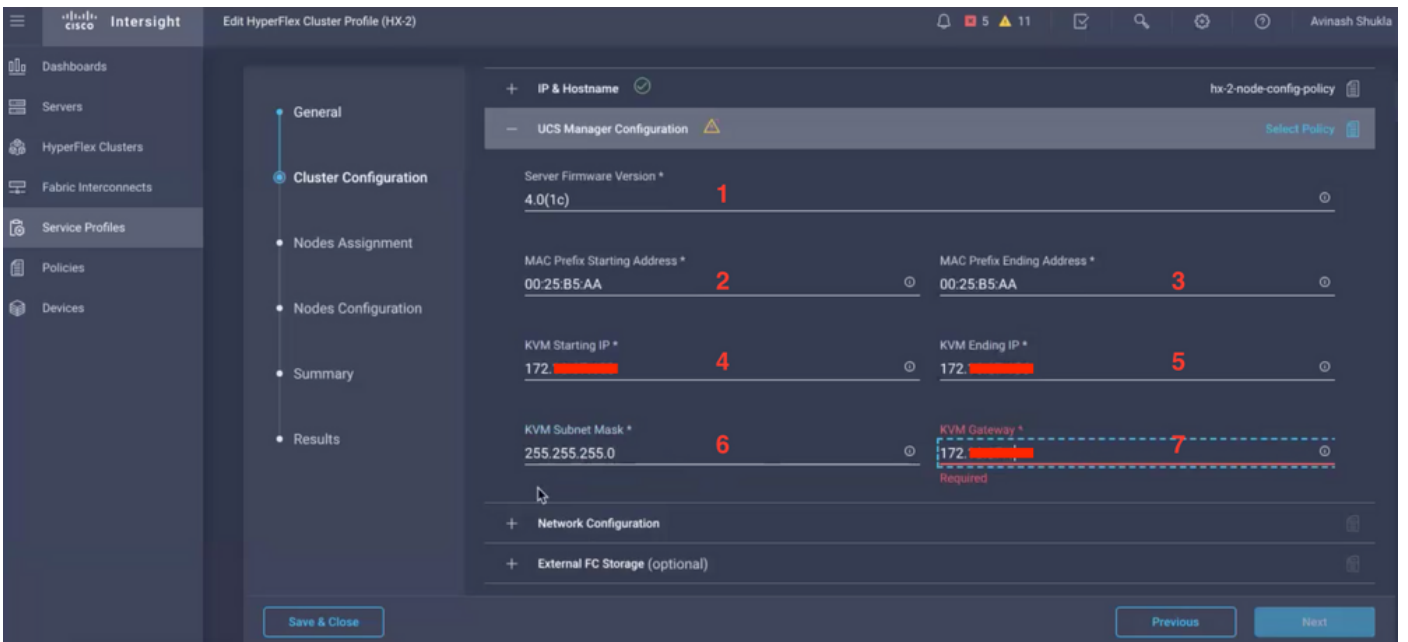 cisco Intersight
Edit HyperFlex Cluster Profile (HX-2)
5 11
Avinash Shukla
Dashboards
Servers
HyperFlex Clusters
Fabric Interconnects
Service Profiles
Policies
Devices
General
Cluster Configuration
Nodes Assignment
Nodes Configuration
Summary
Results
+ IP & Hostname
hx-2-node-config-policy
− UCS Manager Configuration
Select Policy
Server Firmware Version *
4.0(1c) 1
MAC Prefix Starting Address *
00:25:B5:AA 2
MAC Prefix Ending Address *
00:25:B5:AA 3
KVM Starting IP *
172. 4
KVM Ending IP *
172. 5
KVM Subnet Mask *
255.255.255.0 6
KVM Gateway *
172. 7
Required
+ Network Configuration
+ External FC Storage (optional)
Save & Close
Previous
Next